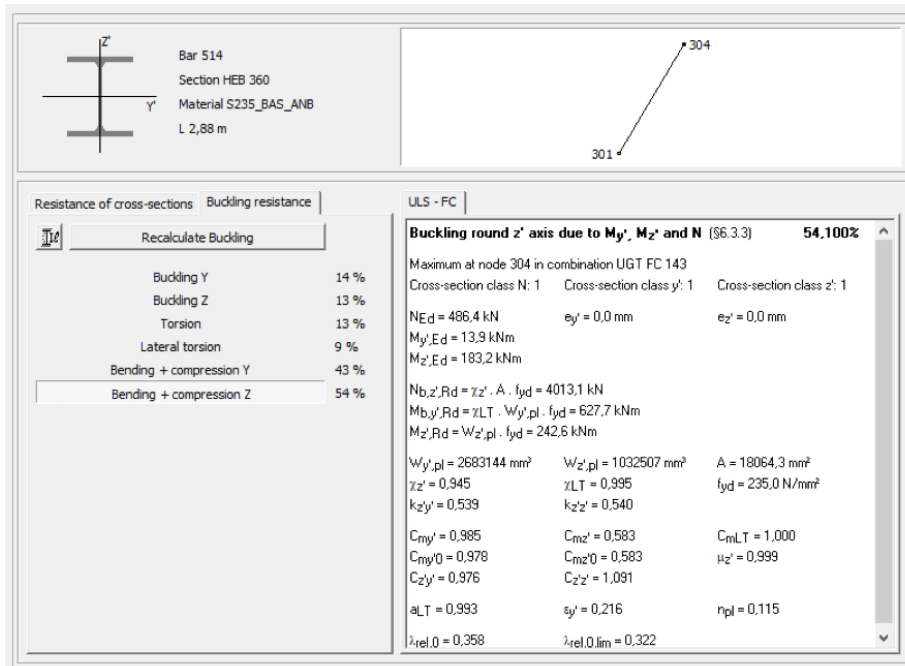 Z'
Y'
Bar 514
Section HEB 360
Material S235_BAS_ANB
L 2,88 m
304
301
Resistance of cross-sections
Buckling resistance
Recalculate Buckling
Buckling Y 14 %
Buckling Z 13 %
Torsion 13 %
Lateral torsion 9 %
Bending + compression Y 43 %
Bending + compression Z 54 %
ULS - FC
Buckling round z' axis due to My', Mz' and N (§6.3.3) 54,100%
Maximum at node 304 in combination UGT FC 143
Cross-section class N: 1 Cross-section class y': 1 Cross-section class z': 1
NEd = 486,4 kN ey' = 0,0 mm ez' = 0,0 mm
My',Ed = 13,9 kNm
Mz',Ed = 183,2 kNm
Nb,z',Rd = χz' . A . fyd = 4013,1 kN
Mb,y',Rd = χLT . Wy',pl . fyd = 627,7 kNm
Mz',Rd = Wz',pl . fyd = 242,6 kNm
Wy',pl = 2683144 mm³ Wz',pl = 1032507 mm³ A = 18064,3 mm²
χz' = 0,945 χLT = 0,995 fyd = 235,0 N/mm²
kz'y' = 0,539 kz'z' = 0,540
Cmy' = 0,985 Cmz' = 0,583 CmLT = 1,000
Cmy'0 = 0,978 Cmz'0 = 0,583 μz' = 0,999
Cz'y' = 0,976 Cz'z' = 1,091
aLT = 0,993 εy' = 0,216 npl = 0,115
λrel.0 = 0,358 λrel.0.lim = 0,322